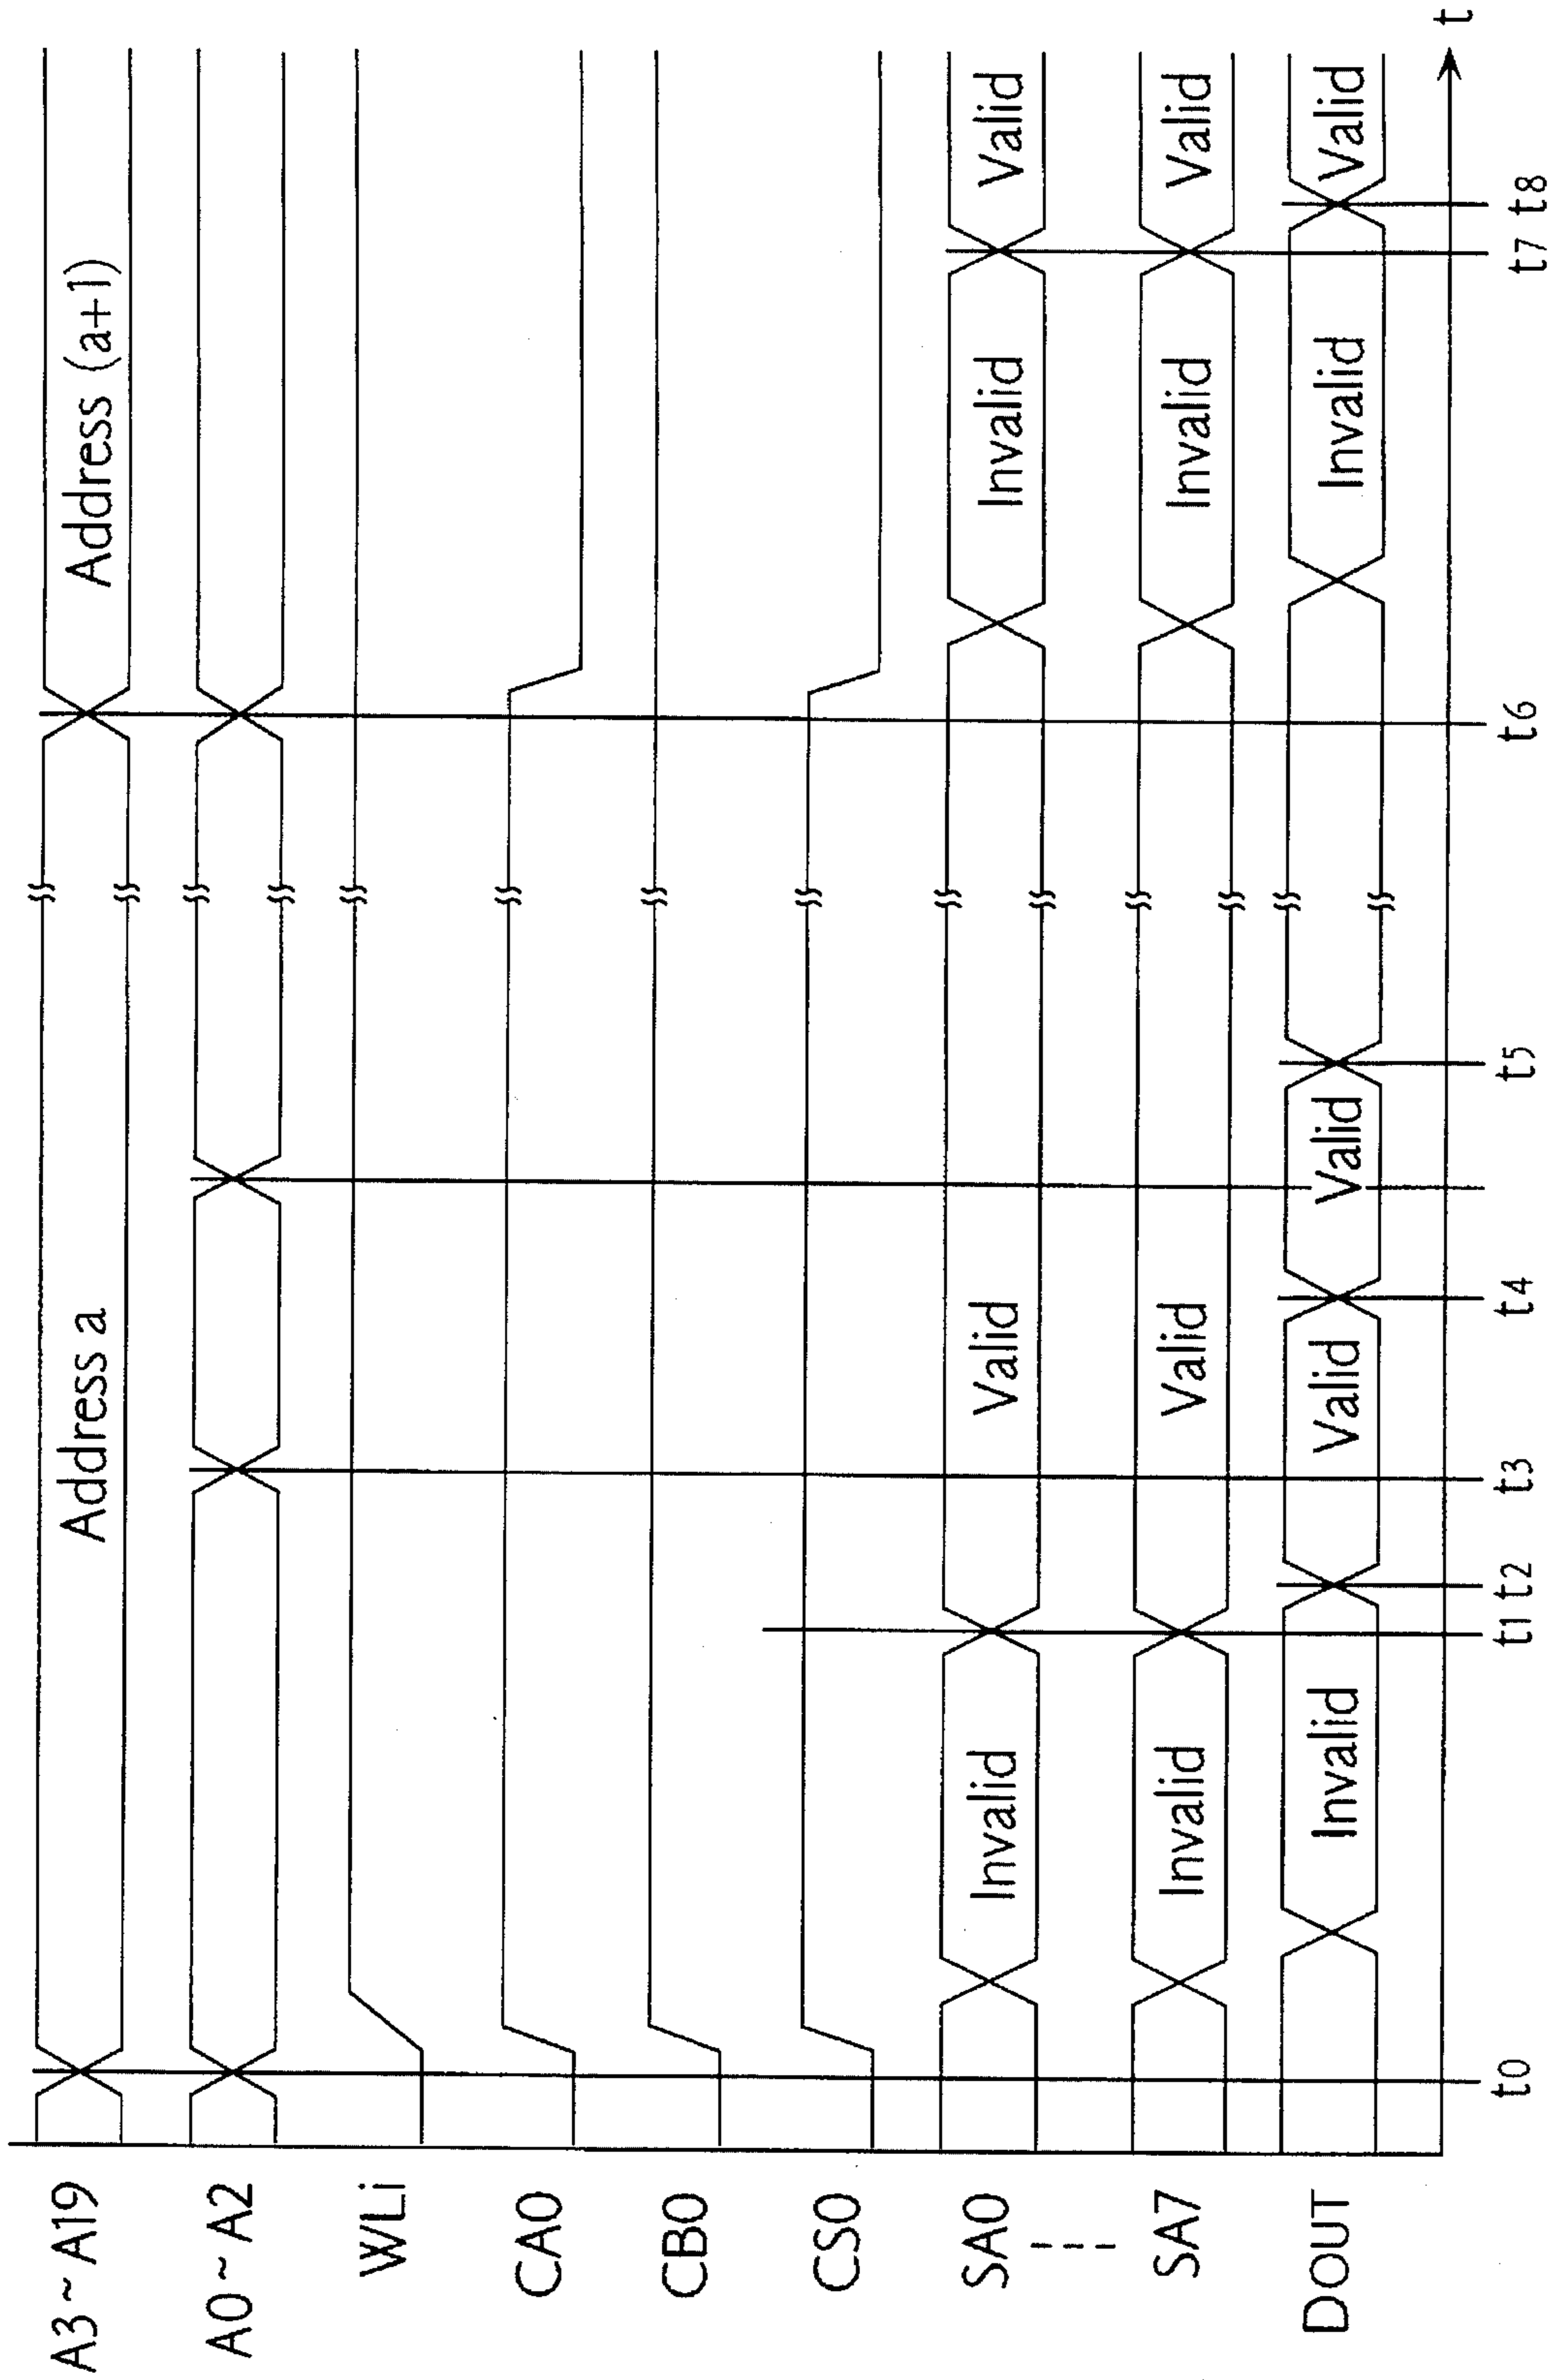 A3~A19 Address a Address (a+1)
A0~A2
WLi
CA0
CB0
CS0
SA0 Invalid Valid Invalid Valid
SA7 Invalid Valid Invalid Valid
DOUT Invalid Valid Valid Invalid Valid
t0 t1 t2 t3 t4 t5 t6 t7 t8 t